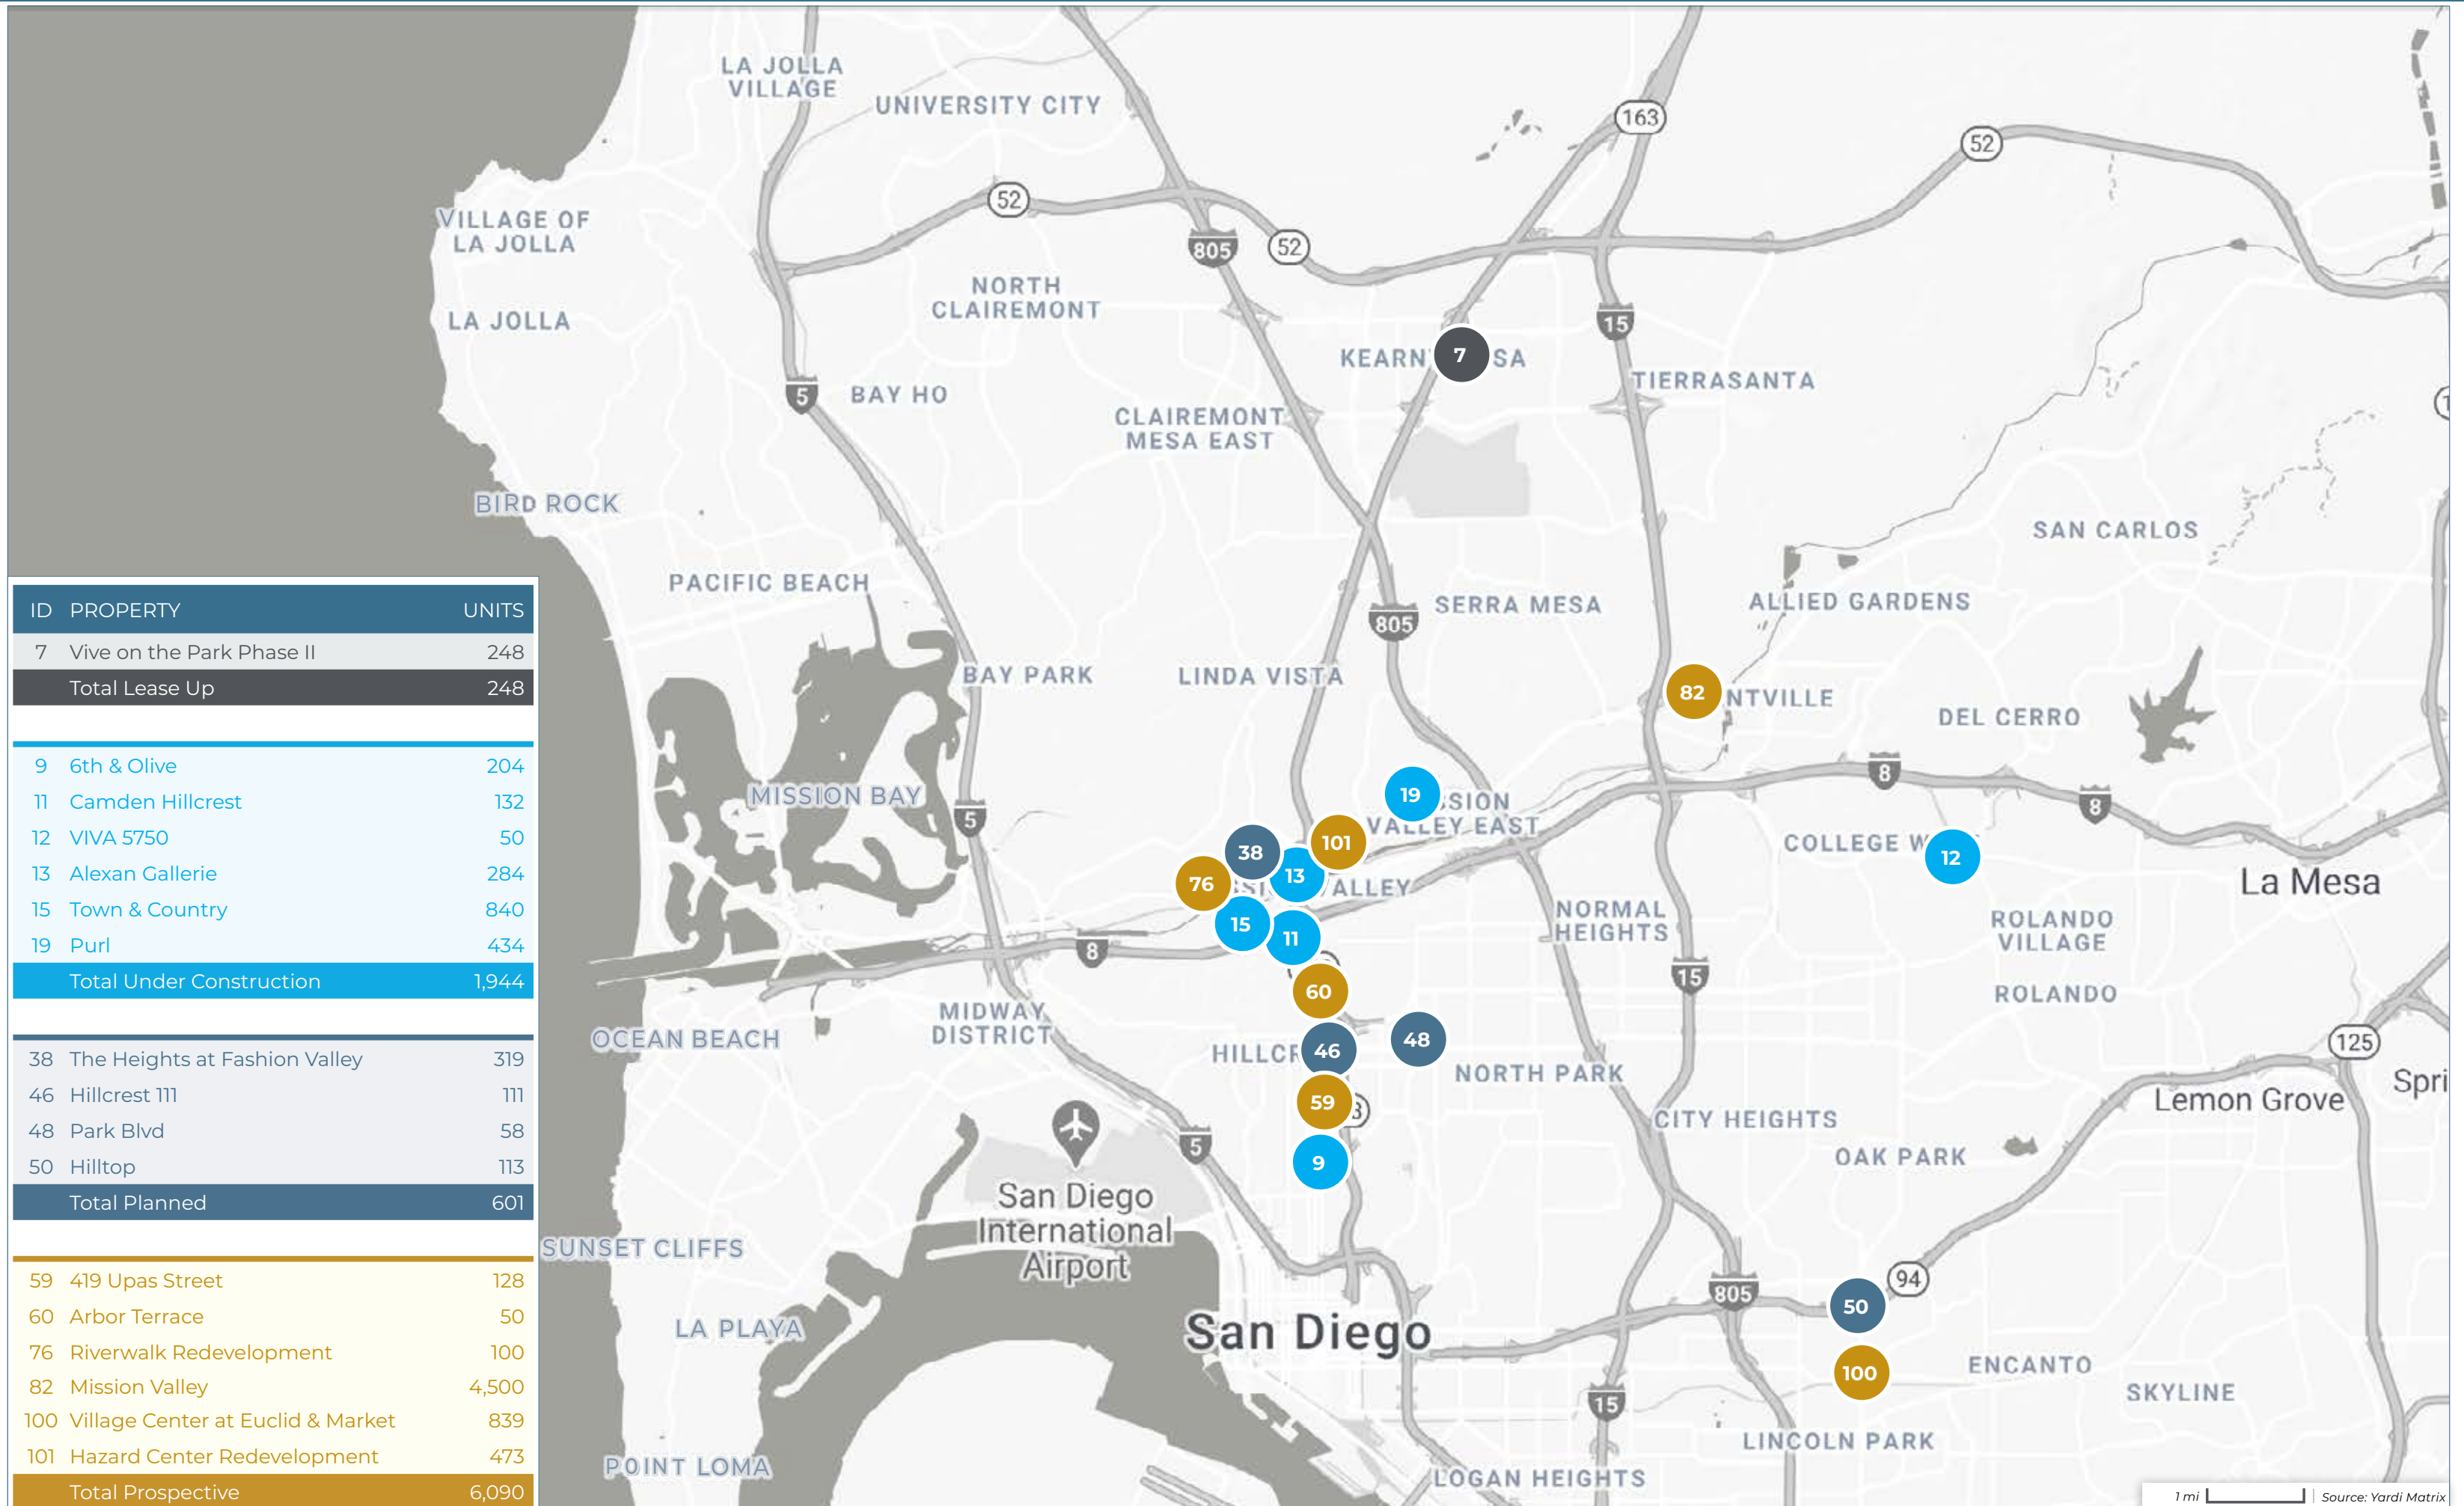 LA JOLLA
VILLAGE
UNIVERSITY CITY
163
52
52
VILLAGE OF
LA JOLLA
805
52
NORTH
CLAIREMONT
LA JOLLA
15
KEARN
7
SA
TIERRASANTA
5
BAY HO
CLAIREMONT
MESA EAST
BIRD ROCK
SAN CARLOS
PACIFIC BEACH
SERRA MESA
ALLIED GARDENS
805
BAY PARK
LINDA VISTA
82
NTVILLE
DEL CERRO
8
MISSION BAY
19
SSION
VALLEY EAST
8
5
101
38
COLLEGE W
12
13
76
VALLEY
La Mesa
15
11
NORMAL
HEIGHTS
ROLANDO
VILLAGE
8
15
60
ROLANDO
MIDWAY
DISTRICT
OCEAN BEACH
HILLCR
46
48
125
NORTH PARK
Spri
Lemon Grove
59
3
CITY HEIGHTS
5
9
OAK PARK
San Diego
International
Airport
SUNSET CLIFFS
94
805
50
LA PLAYA
San Diego
100
ENCANTO
SKYLINE
15
LINCOLN PARK
POINT LOMA
LOGAN HEIGHTS
ID PROPERTY UNITS
7 Vive on the Park Phase II 248
Total Lease Up 248
9 6th & Olive 204
11 Camden Hillcrest 132
12 VIVA 5750 50
13 Alexan Gallerie 284
15 Town & Country 840
19 Purl 434
Total Under Construction 1,944
38 The Heights at Fashion Valley 319
46 Hillcrest 111 111
48 Park Blvd 58
50 Hilltop 113
Total Planned 601
59 419 Upas Street 128
60 Arbor Terrace 50
76 Riverwalk Redevelopment 100
82 Mission Valley 4,500
100 Village Center at Euclid & Market 839
101 Hazard Center Redevelopment 473
Total Prospective 6,090
1 mi
Source: Yardi Matrix